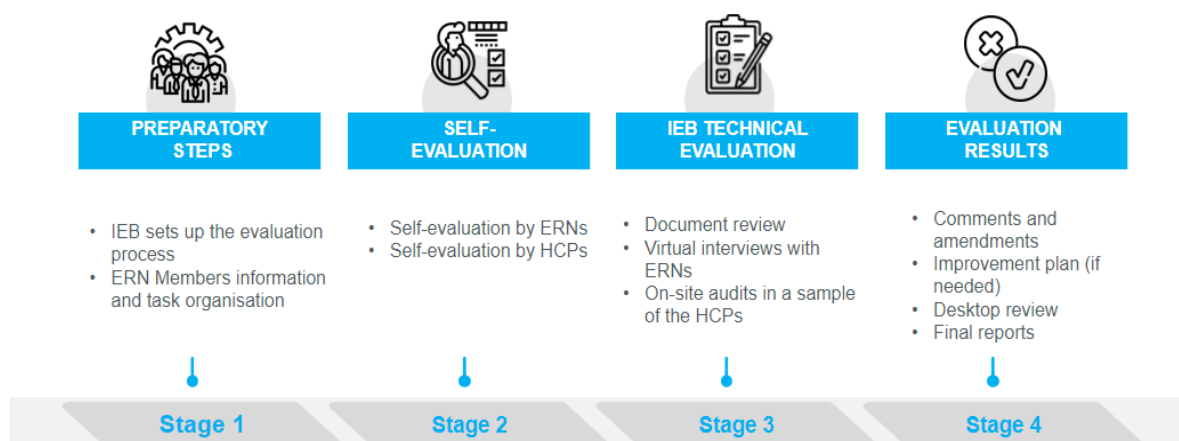 PREPARATORY
STEPS
• IEB sets up the evaluation
process
• ERN Members information
and task organisation
Stage 1
SELF-
EVALUATION
• Self-evaluation by ERNs
• Self-evaluation by HCPs
Stage 2
IEB TECHNICAL
EVALUATION
• Document review
• Virtual interviews with
ERNs
• On-site audits in a sample
of the HCPs
Stage 3
EVALUATION
RESULTS
• Comments and
amendments
• Improvement plan (if
needed)
• Desktop review
• Final reports
Stage 4